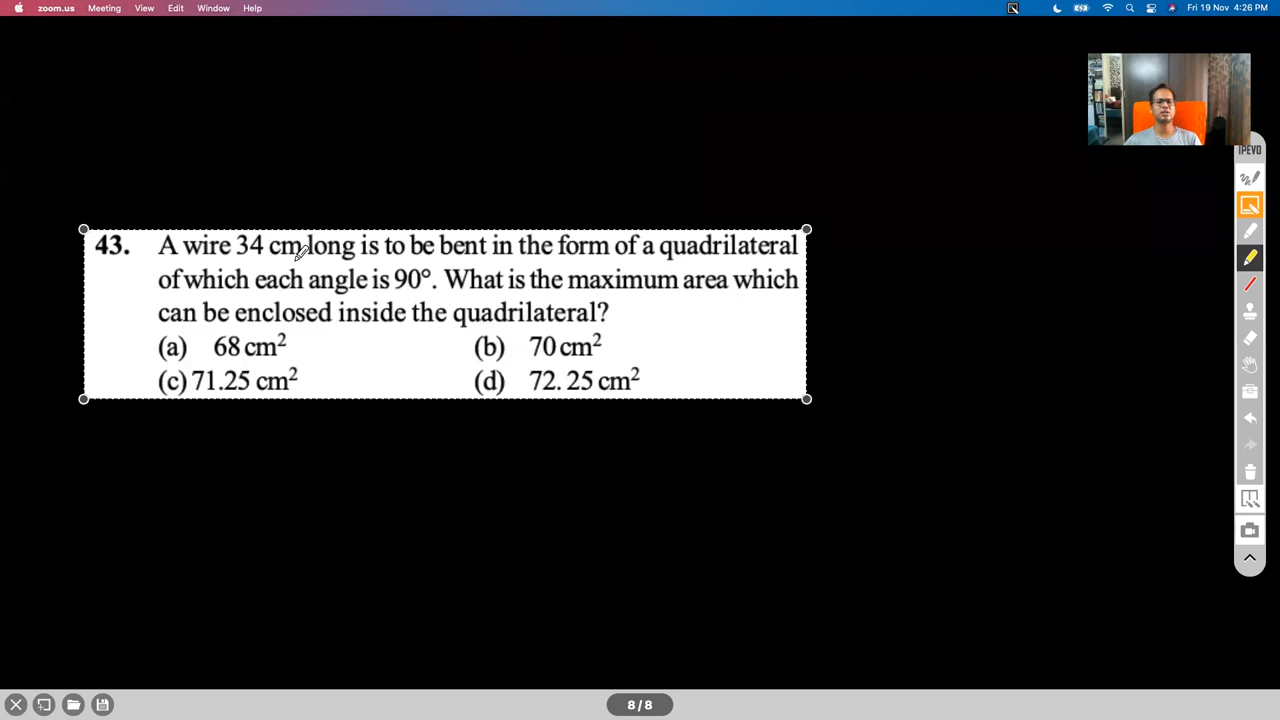 zoom.us Meeting View Edit Window Help Fri 19 Nov 4:26 PM
IPEVO
43. A wire 34 cm long is to be bent in the form of a quadrilateral
of which each angle is 90°. What is the maximum area which
can be enclosed inside the quadrilateral?
(a) 68 cm² (b) 70 cm²
(c) 71.25 cm² (d) 72. 25 cm²
8 / 8